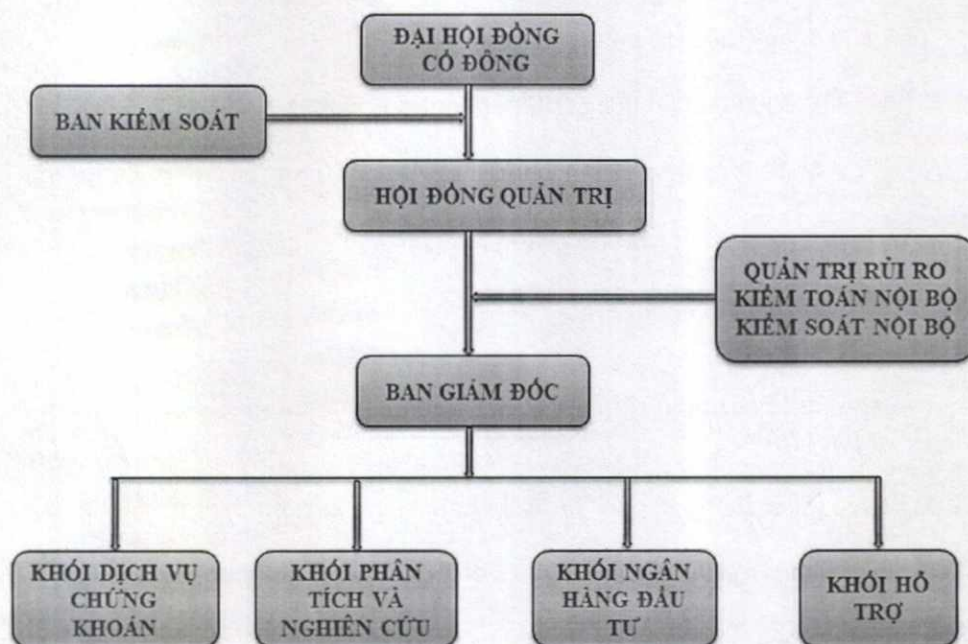 ĐẠI HỘI ĐỒNG
CỔ ĐÔNG
BAN KIỂM SOÁT
HỘI ĐỒNG QUẢN TRỊ
QUẢN TRỊ RỦI RO
KIỂM TOÁN NỘI BỘ
KIỂM SOÁT NỘI BỘ
BAN GIÁM ĐỐC
KHỐI DỊCH VỤ
CHỨNG
KHOÁN
KHỐI PHÂN
TÍCH VÀ
NGHIÊN CỨU
KHỐI NGÂN
HÀNG ĐẦU
TƯ
KHỐI HỖ
TRỢ